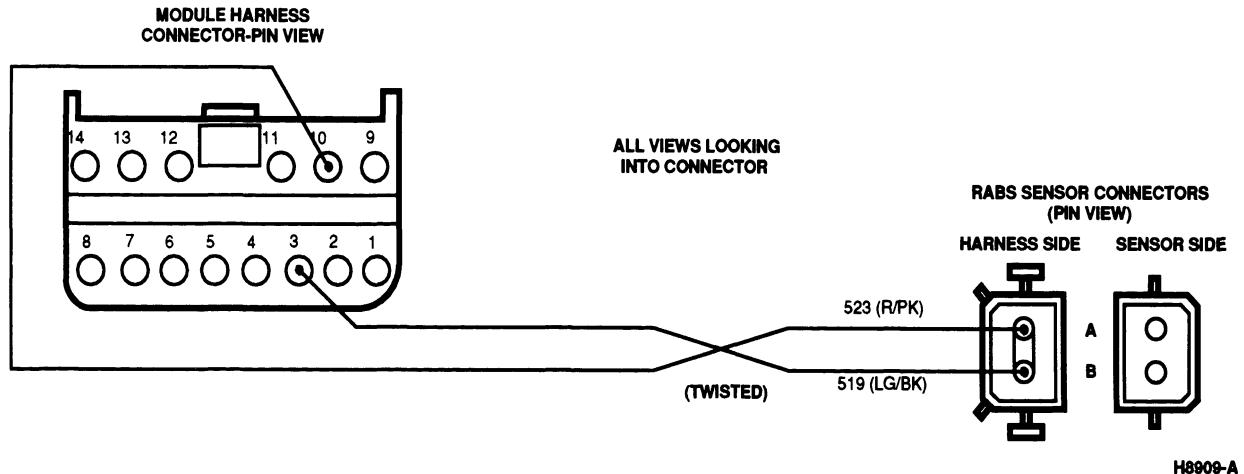 MODULE HARNESS
CONNECTOR-PIN VIEW
14 13 12 11 10 9
ALL VIEWS LOOKING
INTO CONNECTOR
RABS SENSOR CONNECTORS
(PIN VIEW)
HARNESS SIDE SENSOR SIDE
8 7 6 5 4 3 2 1
523 (R/PK)
A
B
519 (LG/BK)
(TWISTED)
H8909-A